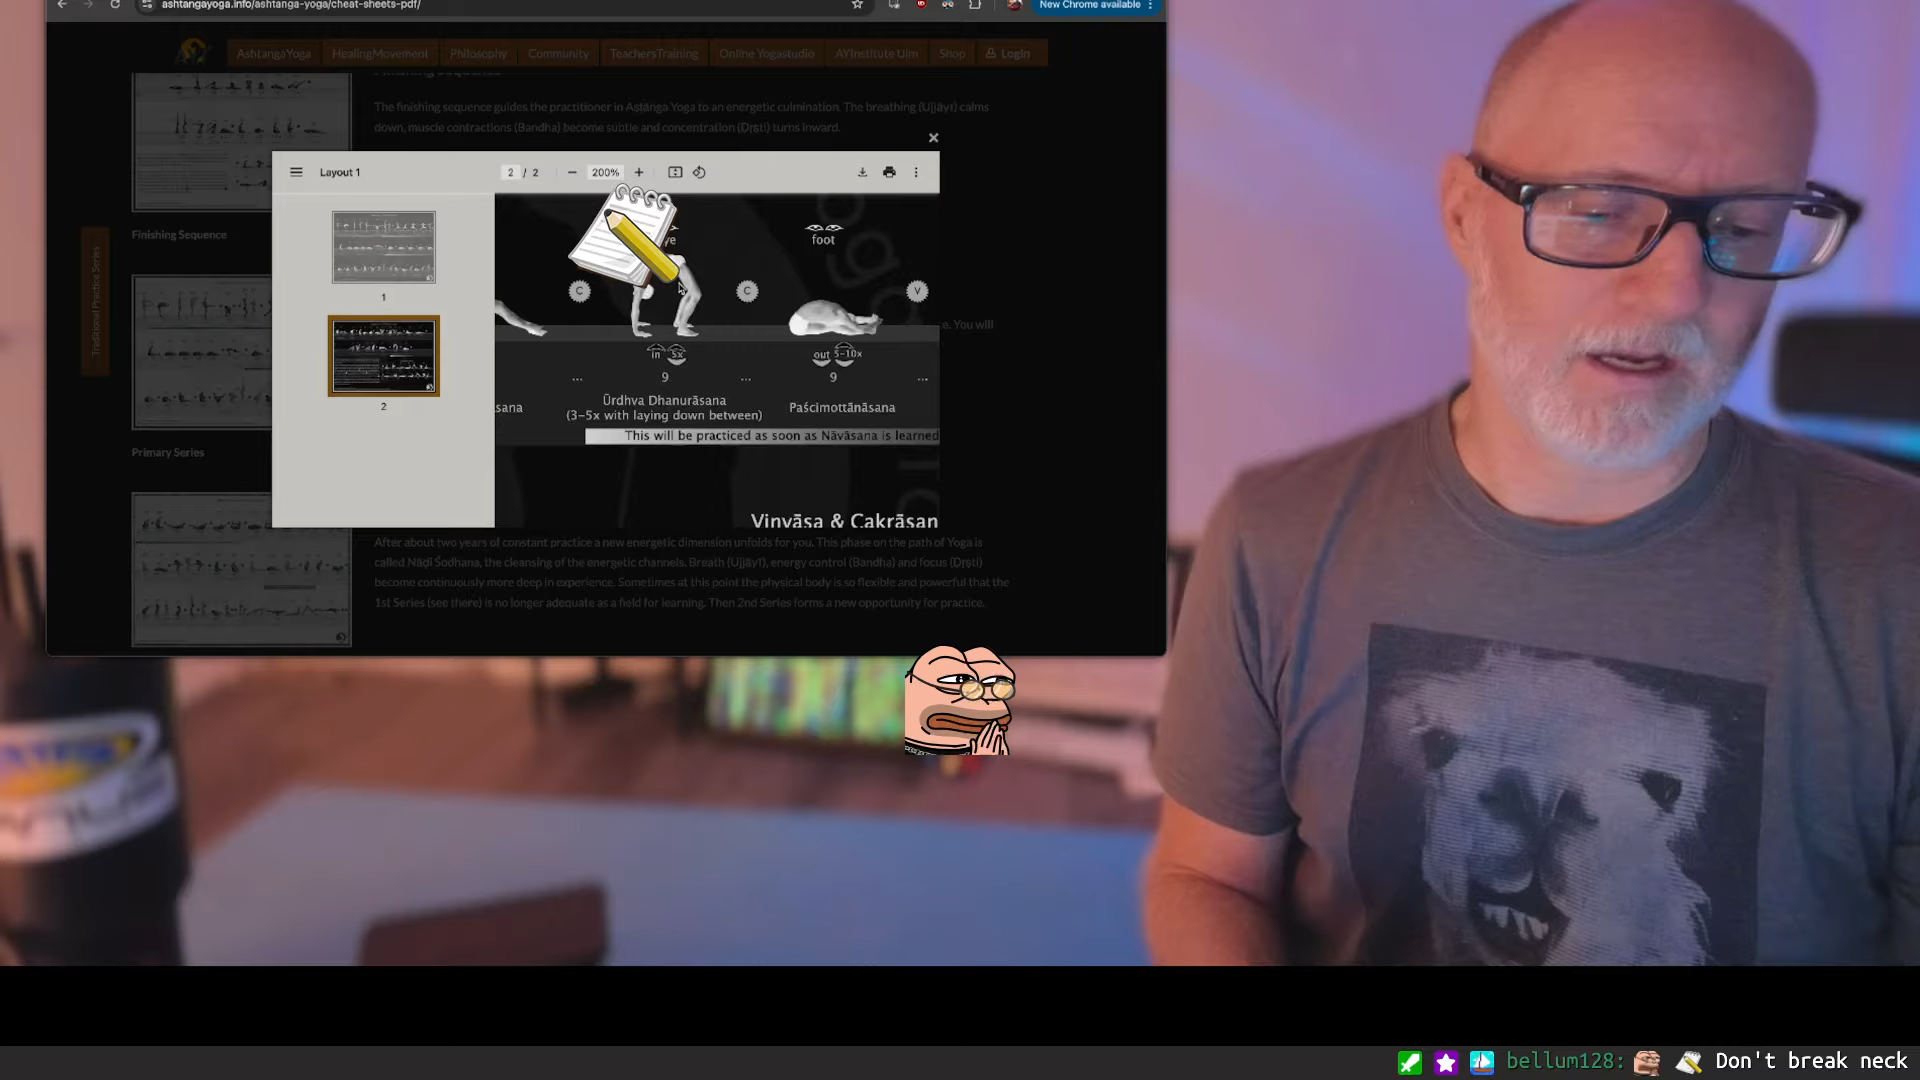 ashtangayoga.info/ashtanga-yoga/cheat-sheets-pdf/
New Chrome available
AshtangaYoga
HealingMovement
Philosophy
Community
TeachersTraining
Online Yogastudio
AYInstitute Ulm
Shop
Login
Finishing Sequence
The finishing sequence guides the practitioner in Aṣṭāṅga Yoga to an energetic culmination. The breathing (Ujjāyī) calms
down, muscle contractions (Bandha) become subtle and concentration (Dṛṣṭi) turns inward.
Layout 1
2 / 2
200%
foot
C
C
V
in 5x
out 5-10x
... 9 ... 9 ...
sana
Ūrdhva Dhanurāsana
(3-5x with laying down between)
Paścimottānāsana
This will be practiced as soon as Nāvāsana is learned
Vinyāsa & Cakrāsan
1
2
Finishing Sequence
Traditional Practice Series
Primary Series
e. You will
After about two years of constant practice a new energetic dimension unfolds for you. This phase on the path of Yoga is
called Nāḍī Śodhana, the cleansing of the energetic channels. Breath (Ujjāyī), energy control (Bandha) and focus (Dṛṣṭi)
become continuously more deep in experience. Sometimes at this point the physical body is so flexible and powerful that the
1st Series (see there) is no longer adequate as a field for learning. Then 2nd Series forms a new opportunity for practice.
bellum128: Don't break neck